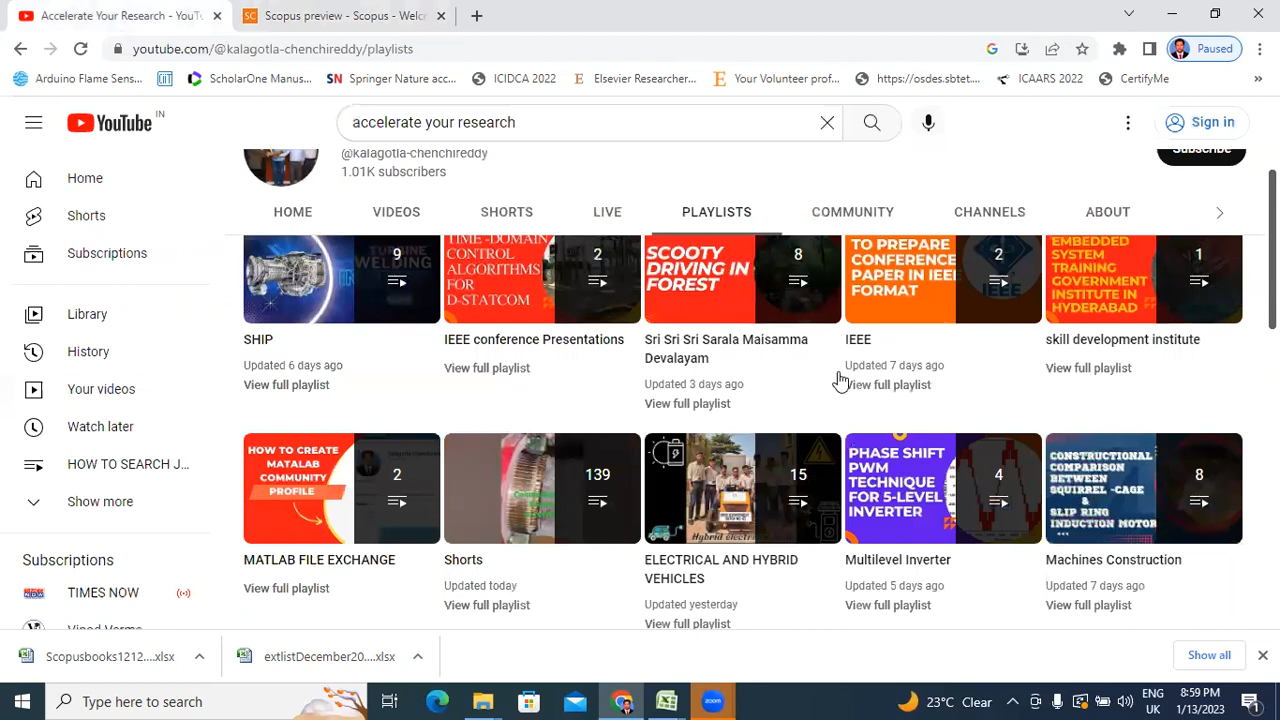 Accelerate Your Research - YouT
Scopus preview - Scopus - Welc
youtube.com/@kalagotla-chenchireddy/playlists
Paused
Arduino Flame Sens...
ScholarOne Manus...
SN Springer Nature acc...
ICIDCA 2022
Elsevier Researcher...
Your Volunteer prof...
https://osdes.sbtet....
ICAARS 2022
CertifyMe
»
YouTube IN
accelerate your research
Sign in
@kalagotla-chenchireddy
1.01K subscribers
Subscribe
HOME
VIDEOS
SHORTS
LIVE
PLAYLISTS
COMMUNITY
CHANNELS
ABOUT
Home
Shorts
Subscriptions
Library
History
Your videos
Watch later
HOW TO SEARCH J...
Show more
Subscriptions
TIMES NOW
Vinod Verma
TURBINE
WELDING
9
SHIP
Updated 6 days ago
View full playlist
TIME -DOMAIN
CONTROL
ALGORITHMS
FOR
D-STATCOM
2
IEEE conference Presentations
View full playlist
SCOOTY
DRIVING IN
FOREST
8
Sri Sri Sri Sarala Maisamma
Devalayam
Updated 3 days ago
View full playlist
TO PREPARE
CONFERENCE
PAPER IN IEEE
FORMAT
2
IEEE
Updated 7 days ago
View full playlist
EMBEDDED
SYSTEM
TRAINING
GOVERNMENT
INSTITUTE IN
HYDERABAD
1
skill development institute
View full playlist
HOW TO CREATE
MATALAB
COMMUNITY
PROFILE
2
MATLAB FILE EXCHANGE
View full playlist
139
Shorts
Updated today
View full playlist
Hybrid electri
15
ELECTRICAL AND HYBRID
VEHICLES
Updated yesterday
View full playlist
PHASE SHIFT
PWM
TECHNIQUE
FOR 5-LEVEL
INVERTER
4
Multilevel Inverter
Updated 5 days ago
View full playlist
CONSTRUCTIONAL
COMPARISON
BETWEEN
SQUIRREL -CAGE
&
SLIP RING
INDUCTION MOTOR
8
Machines Construction
Updated 7 days ago
View full playlist
Scopusbooks1212....xlsx
extlistDecember20....xlsx
Show all
Type here to search
zoom
23°C Clear
ENG
UK
8:59 PM
1/13/2023
1